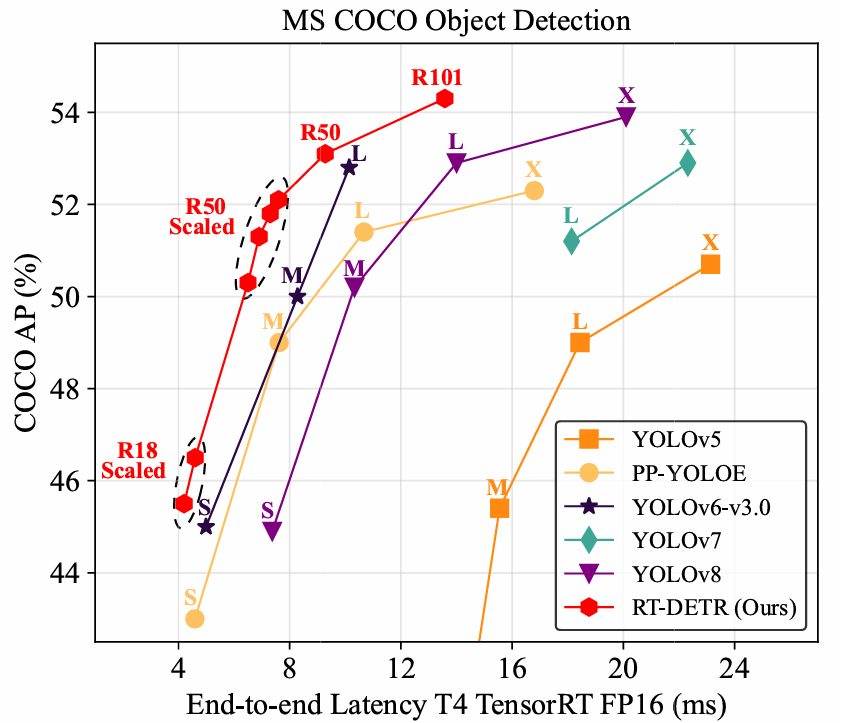 MS COCO Object Detection
COCO AP (%)
54
52
50
48
46
44
R101
R50
R50
Scaled
R18
Scaled
L
M
S
L
X
M
S
X
L
M
S
X
L
X
L
M
YOLOv5
PP-YOLOE
YOLOv6-v3.0
YOLOv7
YOLOv8
RT-DETR (Ours)
4
8
12
16
20
24
End-to-end Latency T4 TensorRT FP16 (ms)